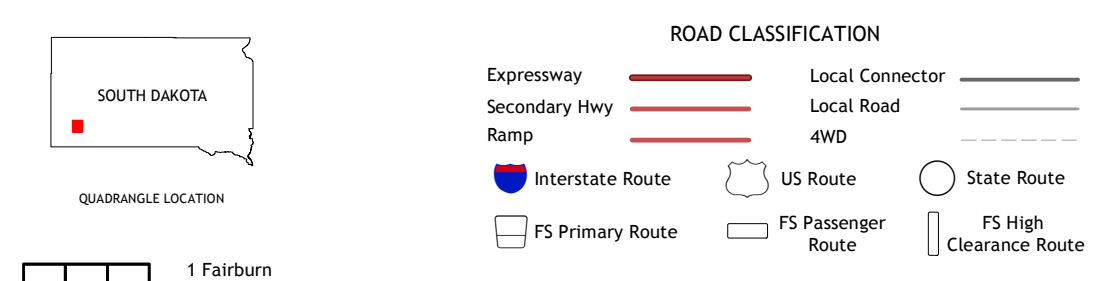 SOUTH DAKOTA
QUADRANGLE LOCATION
1 Fairburn
ROAD CLASSIFICATION
Expressway
Secondary Hwy
Ramp
Local Connector
Local Road
4WD
Interstate Route
US Route
State Route
FS Primary Route
FS Passenger
Route
FS High
Clearance Route